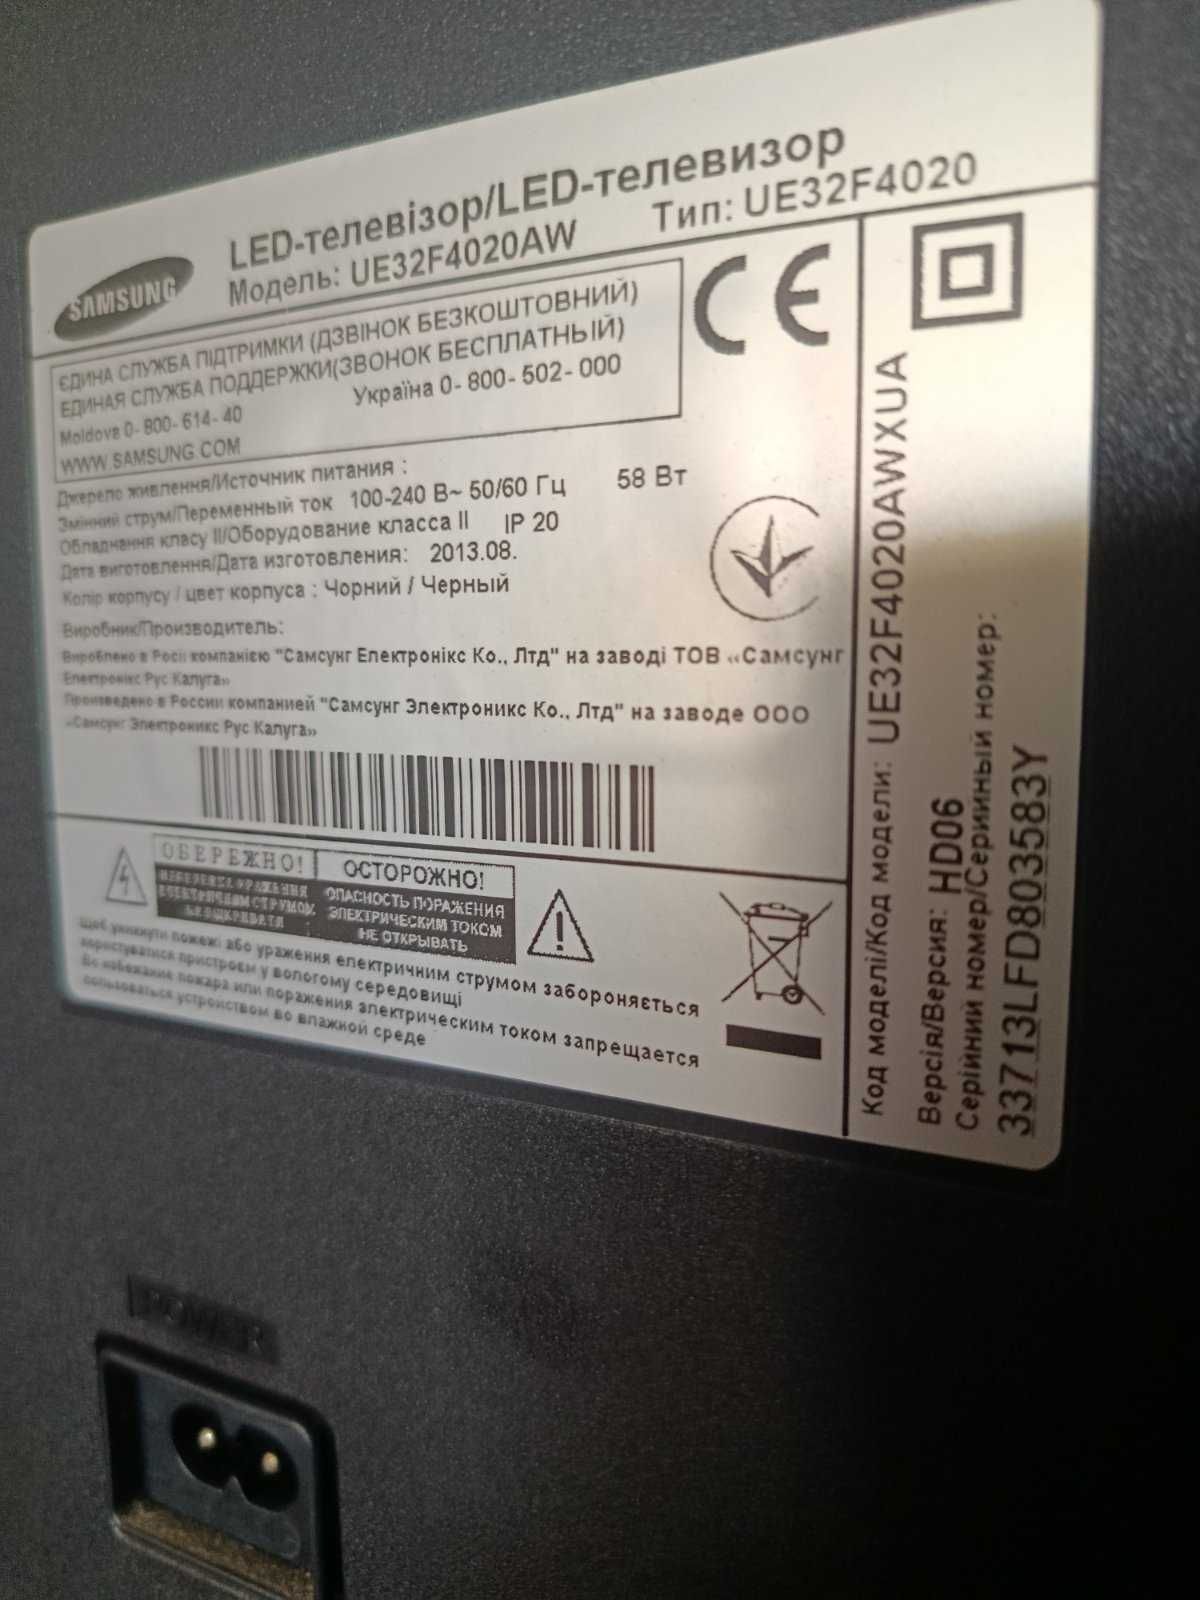 SAMSUNG
LED-телевізор/LED-телевизор
Модель: UE32F4020AW Тип: UE32F4020
ЄДИНА СЛУЖБА ПІДТРИМКИ (ДЗВІНОК БЕЗКОШТОВНИЙ)
ЕДИНАЯ СЛУЖБА ПОДДЕРЖКИ(ЗВОНОК БЕСПЛАТНЫЙ)
Moldova 0-800-614-40 Україна 0-800-502-000
WWW.SAMSUNG.COM
CE
Джерело живлення/Источник питания :
Змінний струм/Переменный ток 100-240 В~ 50/60 Гц 58 Вт
Обладнання класу II/Оборудование класса II IP 20
Дата виготовлення/Дата изготовления: 2013.08.
Колір корпусу / цвет корпуса : Чорний / Черный
Виробник/Производитель:
Вироблено в Росії компанією "Самсунг Електронікс Ко., Лтд" на заводі ТОВ «Самсунг
Електронікс Рус Калуга»
Произведено в России компанией "Самсунг Электроникс Ко., Лтд" на заводе ООО
«Самсунг Электроникс Рус Калуга»
ОБЕРЕЖНО! ОСТОРОЖНО!
ОПАСНОСТЬ ПОРАЖЕНИЯ
ЭЛЕКТРИЧЕСКИМ ТОКОМ
НЕ ОТКРЫВАТЬ
Щоб уникнути пожежі або ураження електричним струмом забороняється
користуватися пристроєм у вологому середовищі
Во избежание пожара или поражения электрическим током запрещается
пользоваться устройством во влажной среде
Код моделі/Код модели: UE32F4020AWXUA
Версія/Версия: HD06
Серійний номер/Серийный номер:
33713LFD803583Y
POWER